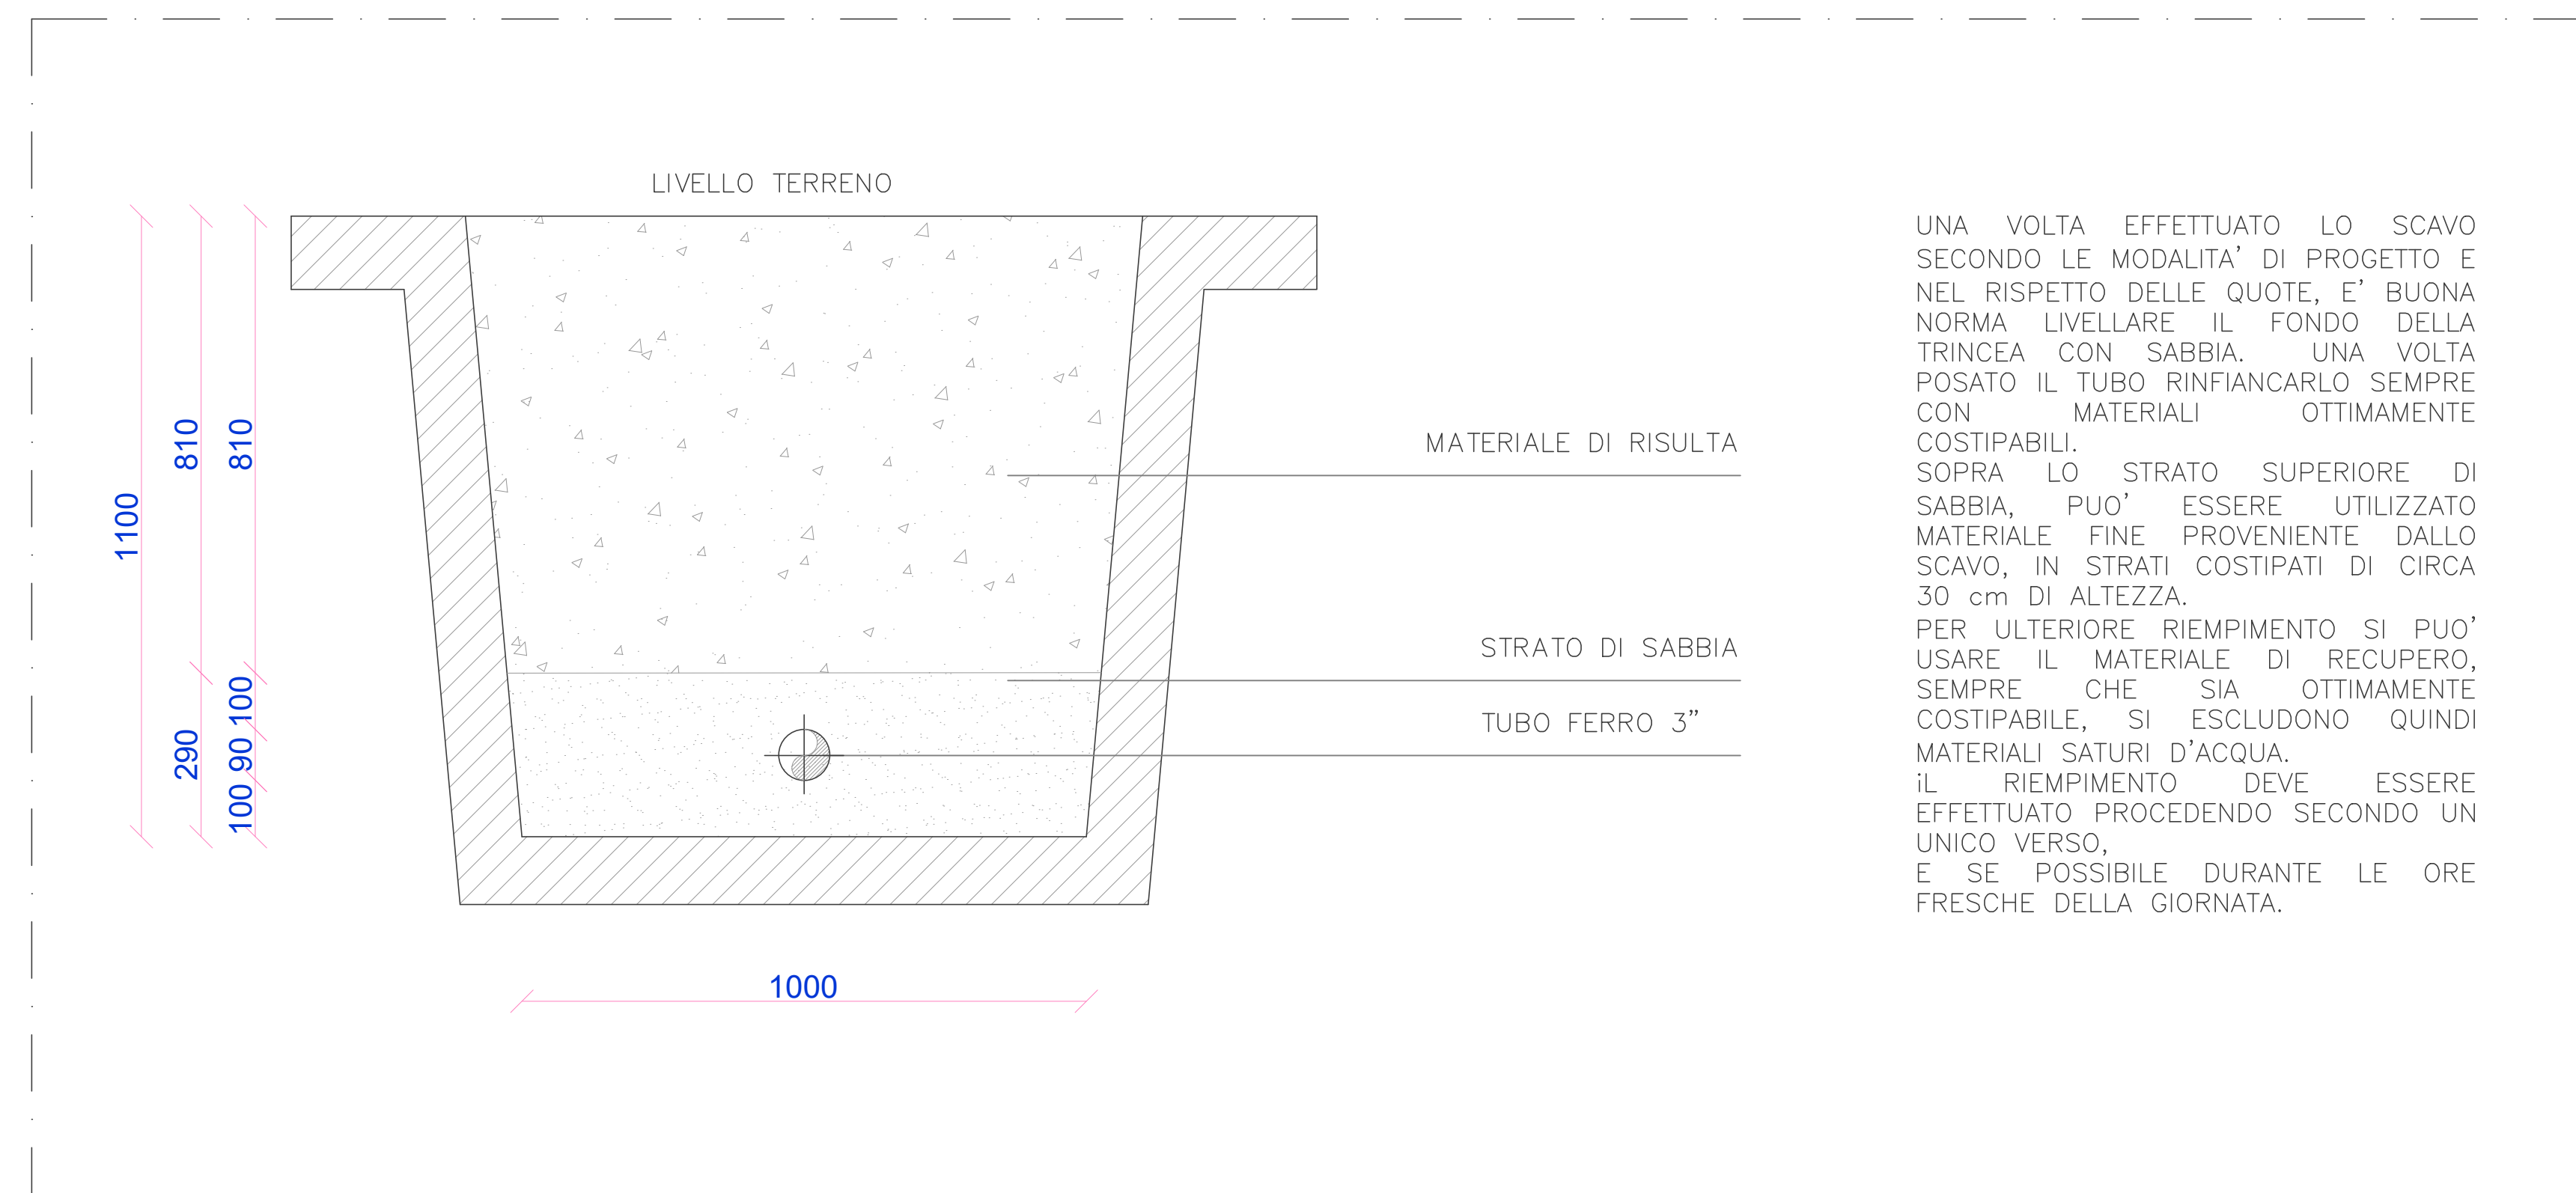 LIVELLO TERRENO
1100
810
810
290
100
90
100
1000
MATERIALE DI RISULTA
STRATO DI SABBIA
TUBO FERRO 3”
UNA VOLTA EFFETTUATO LO SCAVO
SECONDO LE MODALITA’ DI PROGETTO E
NEL RISPETTO DELLE QUOTE, E’ BUONA
NORMA LIVELLARE IL FONDO DELLA
TRINCEA CON SABBIA. UNA VOLTA
POSATO IL TUBO RINFIANCARLO SEMPRE
CON MATERIALI OTTIMAMENTE
COSTIPABILI.
SOPRA LO STRATO SUPERIORE DI
SABBIA, PUO’ ESSERE UTILIZZATO
MATERIALE FINE PROVENIENTE DALLO
SCAVO, IN STRATI COSTIPATI DI CIRCA
30 cm DI ALTEZZA.
PER ULTERIORE RIEMPIMENTO SI PUO’
USARE IL MATERIALE DI RECUPERO,
SEMPRE CHE SIA OTTIMAMENTE
COSTIPABILE, SI ESCLUDONO QUINDI
MATERIALI SATURI D’ACQUA.
iL RIEMPIMENTO DEVE ESSERE
EFFETTUATO PROCEDENDO SECONDO UN
UNICO VERSO,
E SE POSSIBILE DURANTE LE ORE
FRESCHE DELLA GIORNATA.